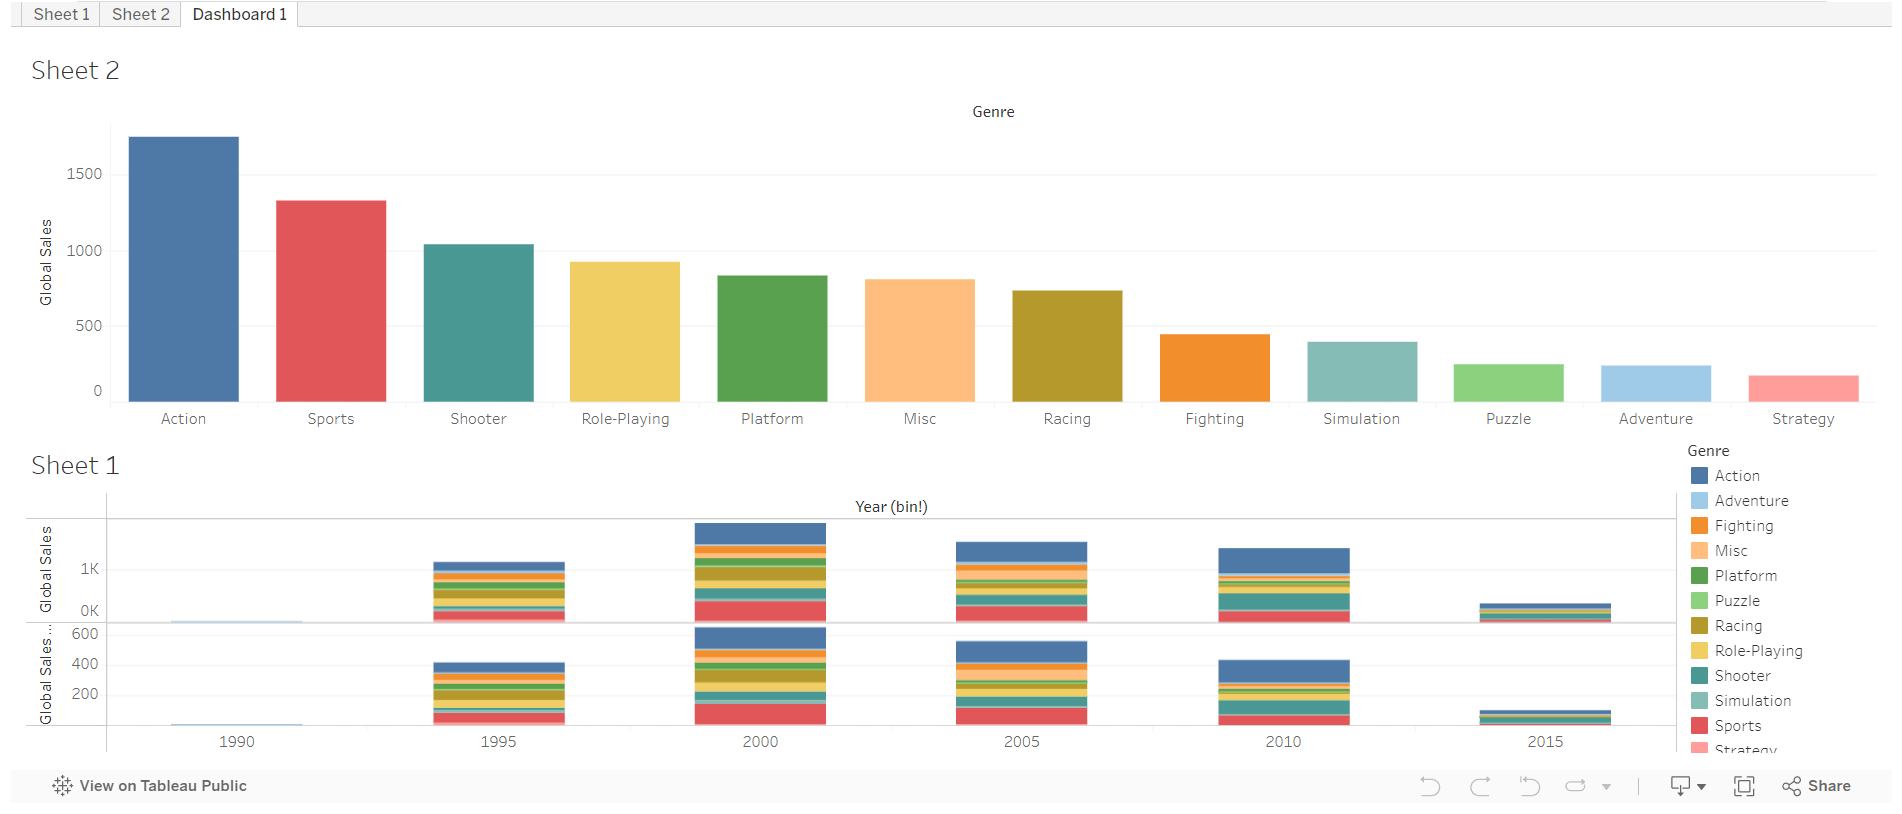 Sheet 1 Sheet 2 Dashboard 1
Sheet 2
Genre
Global Sales
1500
1000
500
0
Action Sports Shooter Role-Playing Platform Misc Racing Fighting Simulation Puzzle Adventure Strategy
Sheet 1
Year (bin!)
Global Sales
1K
0K
Global Sales ...
600
400
200
1990 1995 2000 2005 2010 2015
Genre
Action
Adventure
Fighting
Misc
Platform
Puzzle
Racing
Role-Playing
Shooter
Simulation
Sports
Strategy
View on Tableau Public Share